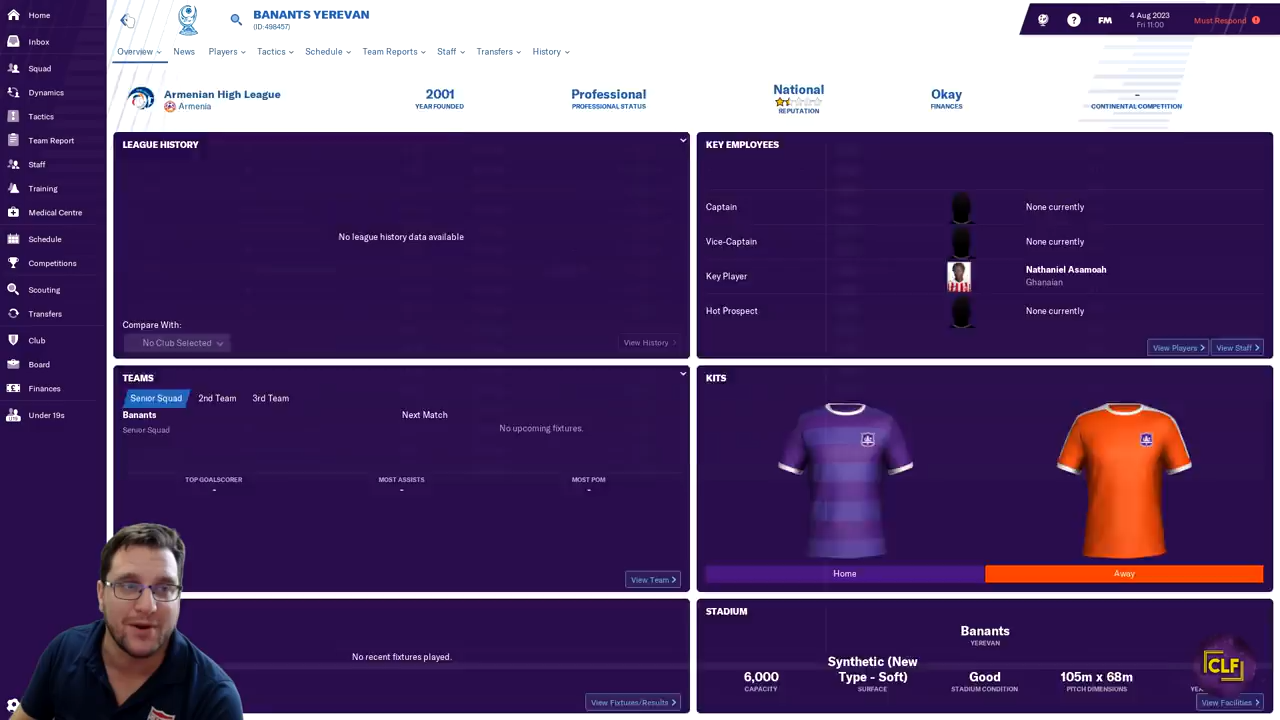 Home
Inbox
Squad
Dynamics
Tactics
Team Report
Staff
Training
Medical Centre
Schedule
Competitions
Scouting
Transfers
Club
Board
Finances
Under 19s
BANANTS YEREVAN
(ID:498457)
?
FM
4 Aug 2023
Fri 11:00
Must Respond
Overview
News
Players
Tactics
Schedule
Team Reports
Staff
Transfers
History
Armenian High League
Armenia
2001
YEAR FOUNDED
Professional
PROFESSIONAL STATUS
National
REPUTATION
Okay
FINANCES
-
CONTINENTAL COMPETITION
LEAGUE HISTORY
No league history data available
Compare With:
No Club Selected
View History
KEY EMPLOYEES
Captain
None currently
Vice-Captain
None currently
Key Player
Nathaniel Asamoah
Ghanaian
Hot Prospect
None currently
View Players
View Staff
TEAMS
Senior Squad
2nd Team
3rd Team
Banants
Senior Squad
Next Match
No upcoming fixtures.
TOP GOALSCORER
-
MOST ASSISTS
-
MOST POM
-
View Team
KITS
Home
Away
No recent fixtures played.
View Fixtures/Results
STADIUM
Banants
YEREVAN
6,000
CAPACITY
Synthetic (New
Type - Soft)
SURFACE
Good
STADIUM CONDITION
105m x 68m
PITCH DIMENSIONS
CLF
View Facilities